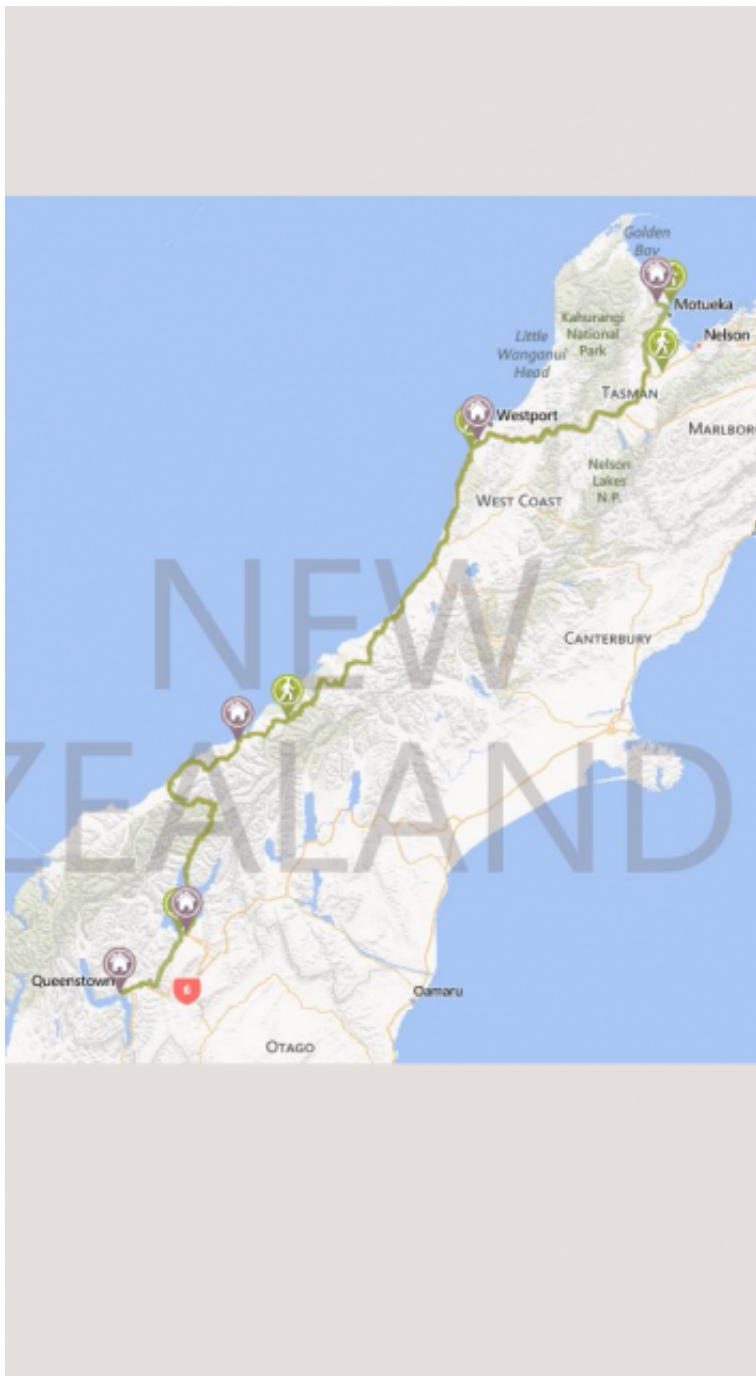 Golden
Bay
Motueka
Kahurangi
National
Park
Nelson
Little
Wanganui
Head
TASMAN
Westport
MARLBOR
Nelson
Lakes
N.P.
WEST COAST
NEW
CANTERBURY
ZEALAND
Queenstown
6
Oamaru
OTAGO